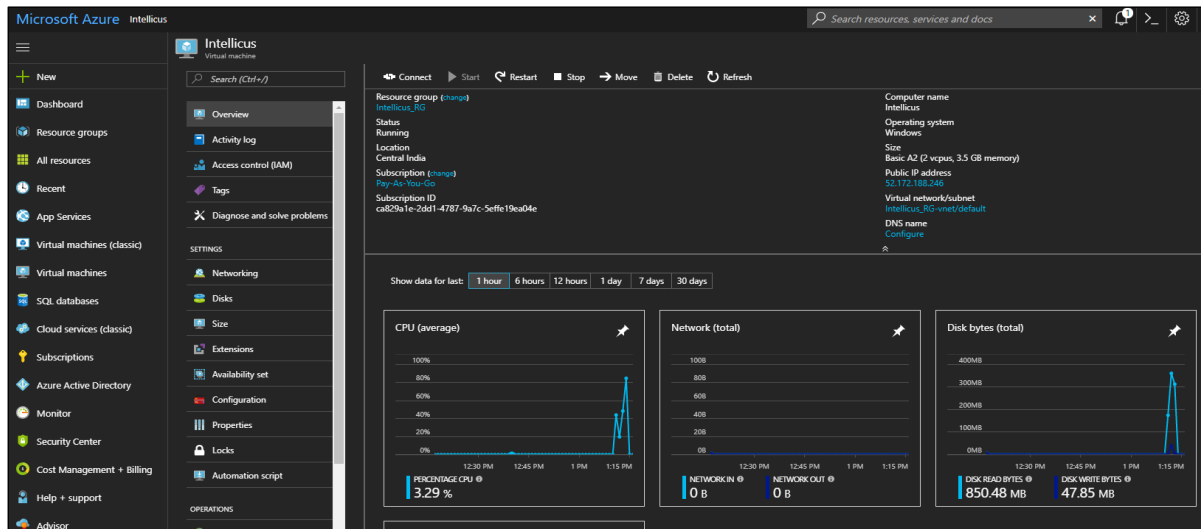 Microsoft Azure Intellicus
Search resources, services and docs
1
Intellicus
Virtual machine
New
Dashboard
Resource groups
All resources
Recent
App Services
Virtual machines (classic)
Virtual machines
SQL databases
Cloud services (classic)
Subscriptions
Azure Active Directory
Monitor
Security Center
Cost Management + Billing
Help + support
Advisor
Search (Ctrl+/)
Overview
Activity log
Access control (IAM)
Tags
Diagnose and solve problems
SETTINGS
Networking
Disks
Size
Extensions
Availability set
Configuration
Properties
Locks
Automation script
OPERATIONS
Connect Start Restart Stop Move Delete Refresh
Resource group (change)
Intellicus_RG
Status
Running
Location
Central India
Subscription (change)
Pay-As-You-Go
Subscription ID
ca829a1e-2dd1-4787-9a7c-5effe19ea04e
Computer name
Intellicus
Operating system
Windows
Size
Basic A2 (2 vcpus, 3.5 GB memory)
Public IP address
52.172.188.246
Virtual network/subnet
Intellicus_RG-vnet/default
DNS name
Configure
Show data for last: 1 hour 6 hours 12 hours 1 day 7 days 30 days
CPU (average)
100%
80%
60%
40%
20%
0%
12:30 PM 12:45 PM 1 PM 1:15 PM
PERCENTAGE CPU
3.29 %
Network (total)
100B
80B
60B
40B
20B
0B
12:30 PM 12:45 PM 1 PM 1:15 PM
NETWORK IN NETWORK OUT
0 B 0 B
Disk bytes (total)
400MB
300MB
200MB
100MB
0MB
12:30 PM 12:45 PM 1 PM 1:15 PM
DISK READ BYTES DISK WRITE BYTES
850.48 MB 47.85 MB